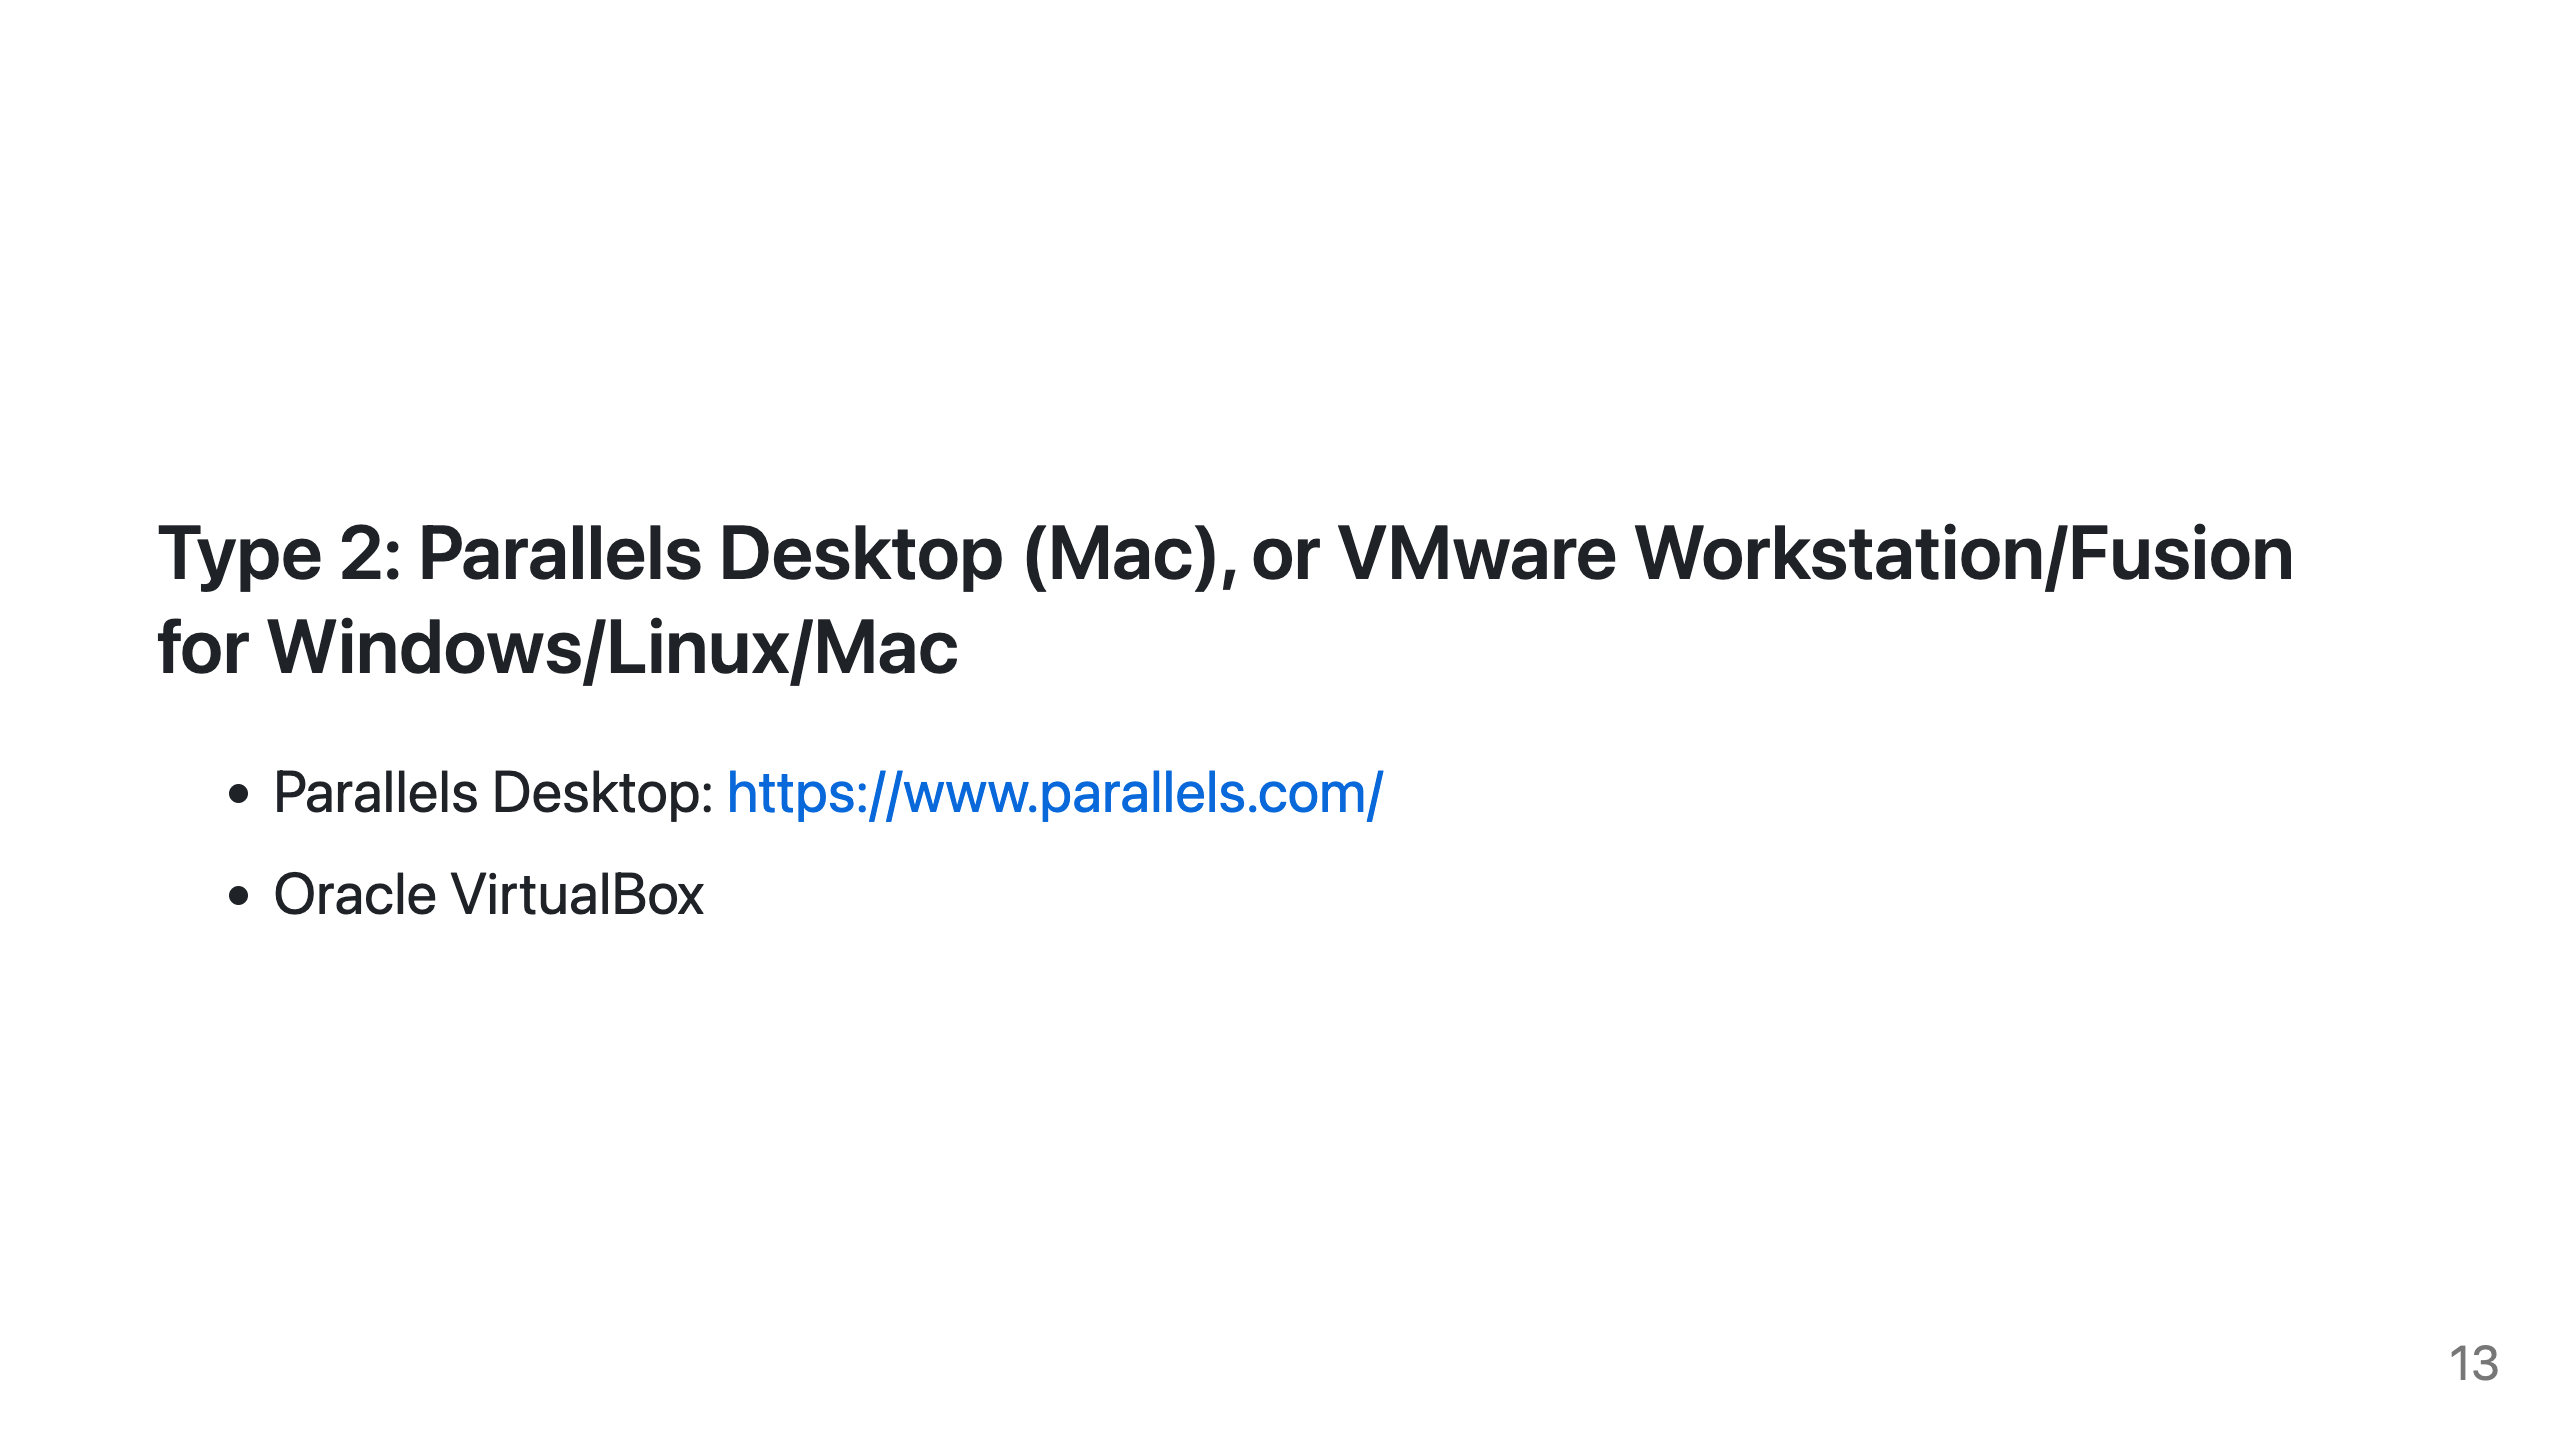 Type 2: Parallels Desktop (Mac), or VMware Workstation/Fusion
for Windows/Linux/Mac
• Parallels Desktop: https://www.parallels.com/
• Oracle VirtualBox
13